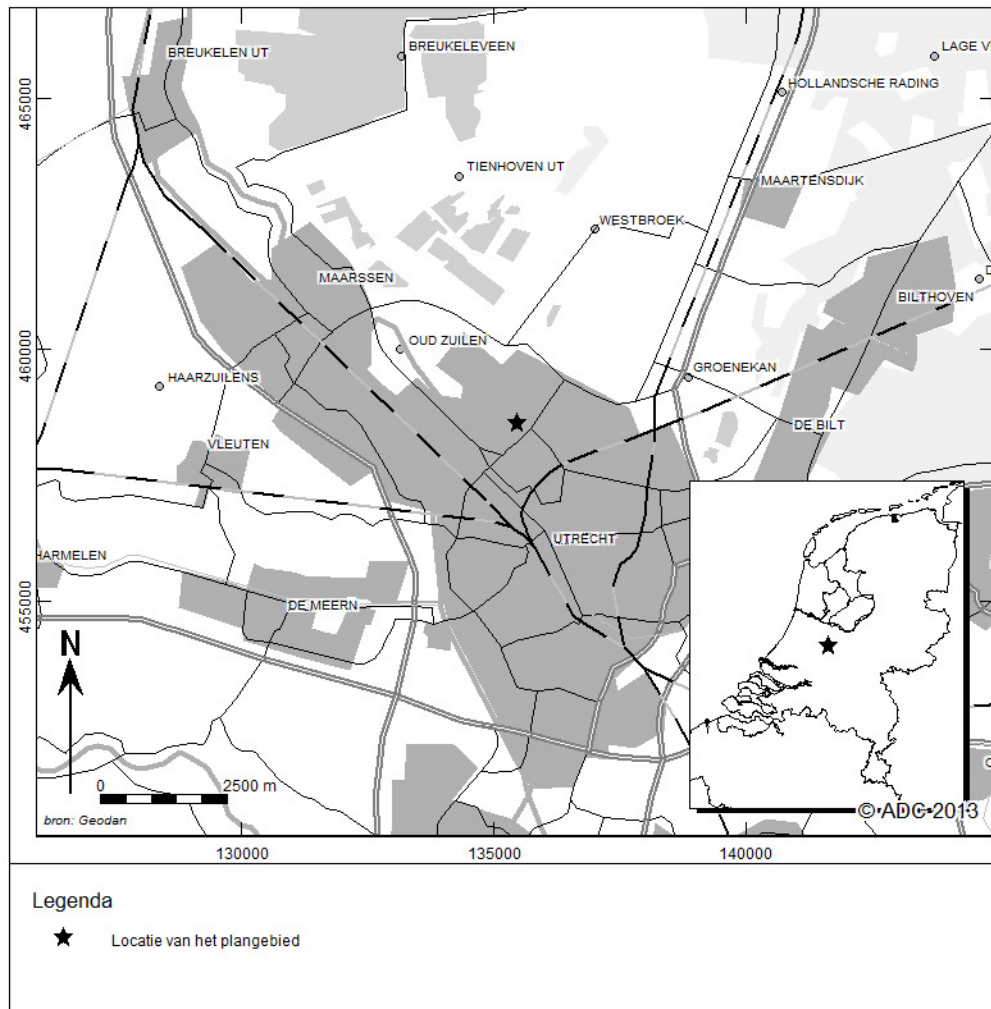 BREUKELEN UT
BREUKELEVEEN
LAGE V
HOLLANDSCHE RADING
465000
TIENHOVEN UT
MAARTENSDIJK
WESTBROEK
MAARSSEN
D
BILTHOVEN
OUD ZUILEN
460000
GROENEKAN
HAARZUILENS
DE BILT
VLEUTEN
UTRECHT
HARMELEN
DE MEERN
455000
N
0 2500 m
bron: Geodan
© ADC 2013
130000 135000 140000
Legenda
Locatie van het plangebied